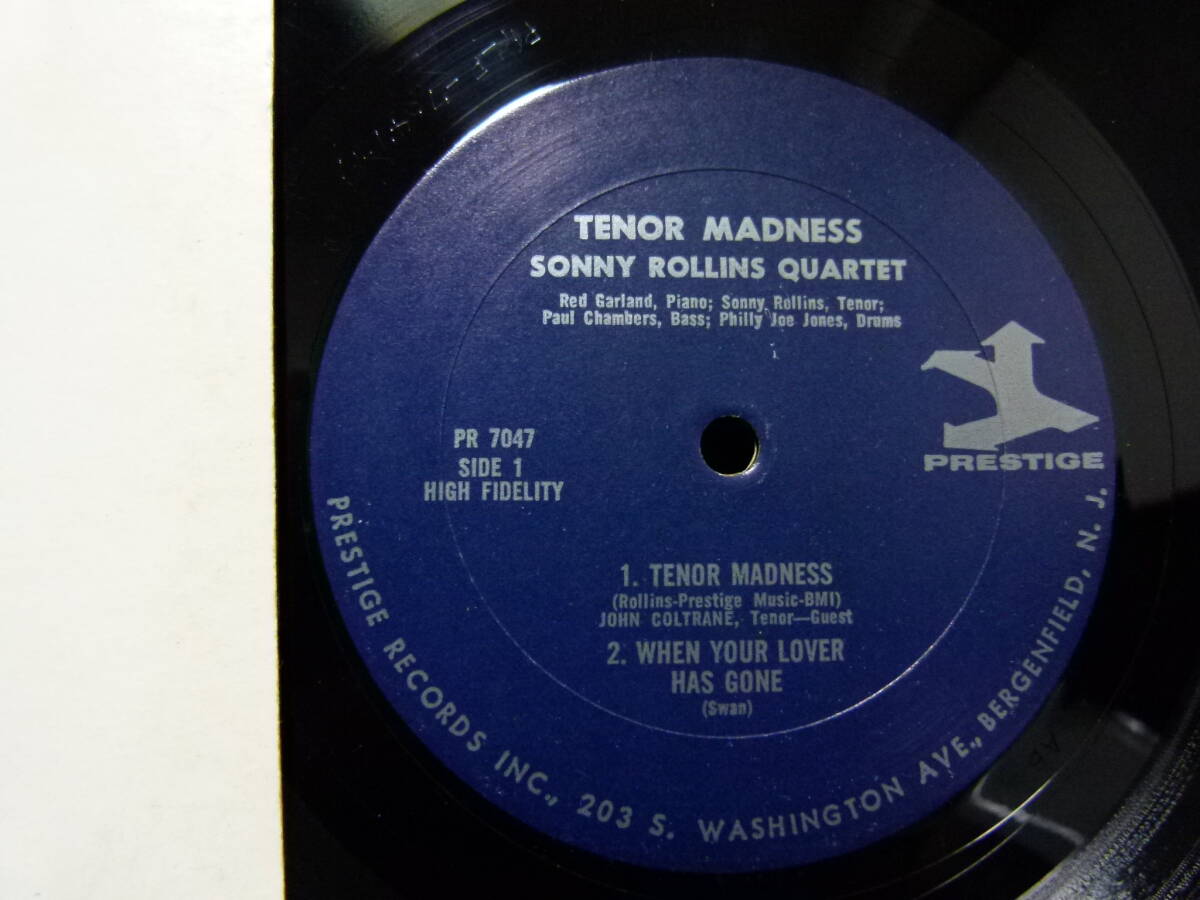 TENOR MADNESS
SONNY ROLLINS QUARTET
Red Garland, Piano; Sonny Rollins, Tenor;
Paul Chambers, Bass; Philly Joe Jones, Drums
PR 7047
SIDE 1
HIGH FIDELITY
PRESTIGE
1. TENOR MADNESS
(Rollins-Prestige Music-BMI)
JOHN COLTRANE, Tenor—Guest
2. WHEN YOUR LOVER
HAS GONE
(Swan)
PRESTIGE RECORDS INC., 203 S. WASHINGTON AVE., BERGENFIELD, N. J.